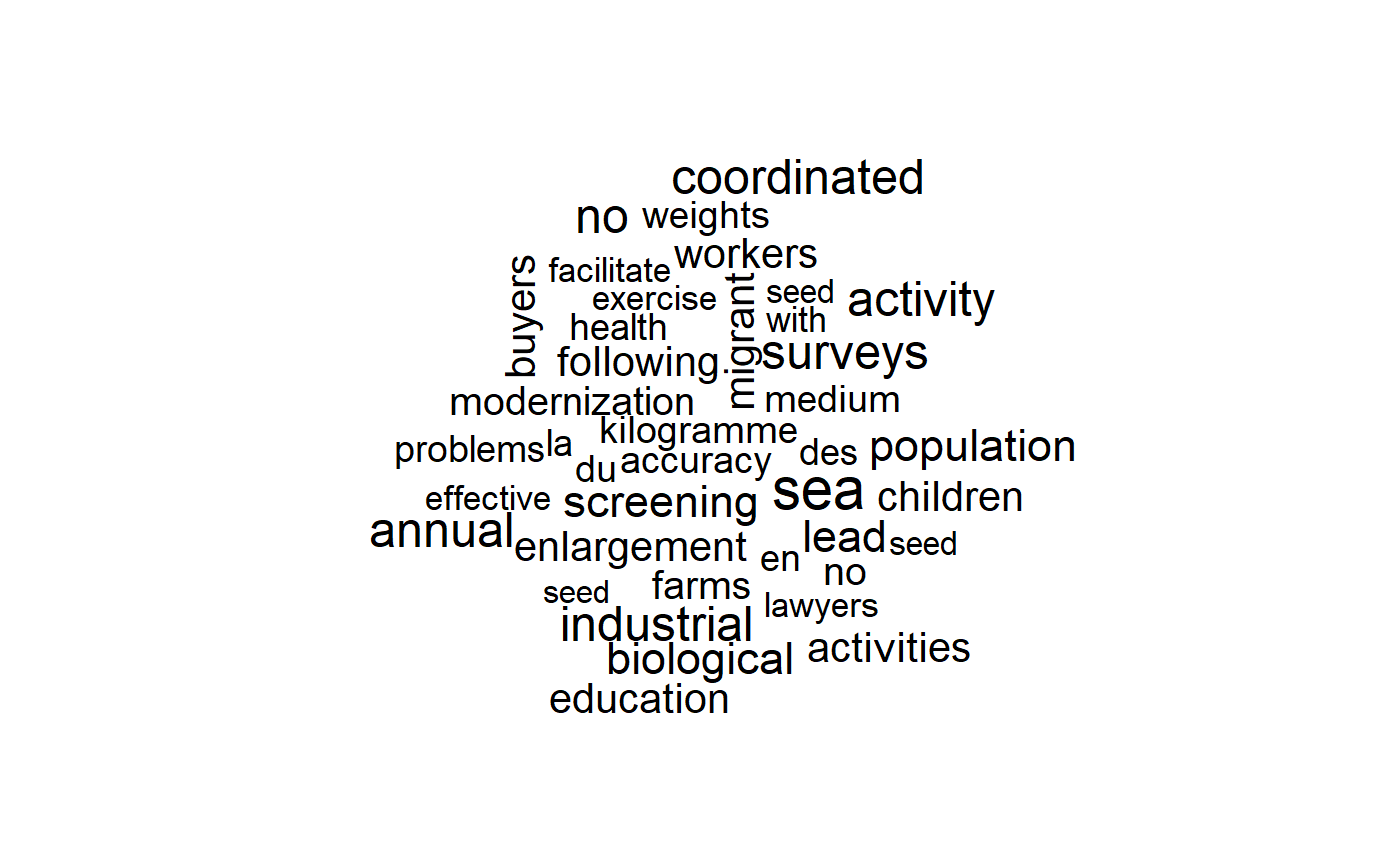 coordinated
no weights
workers
buyers
facilitate
migrant
seed activity
exercise
health
with
following.
surveys
modernization
medium
kilogramme
problems la
des population
du accuracy
sea children
effective screening
annual
enlargement
lead seed
en
no
seed farms
lawyers
industrial
biological activities
education